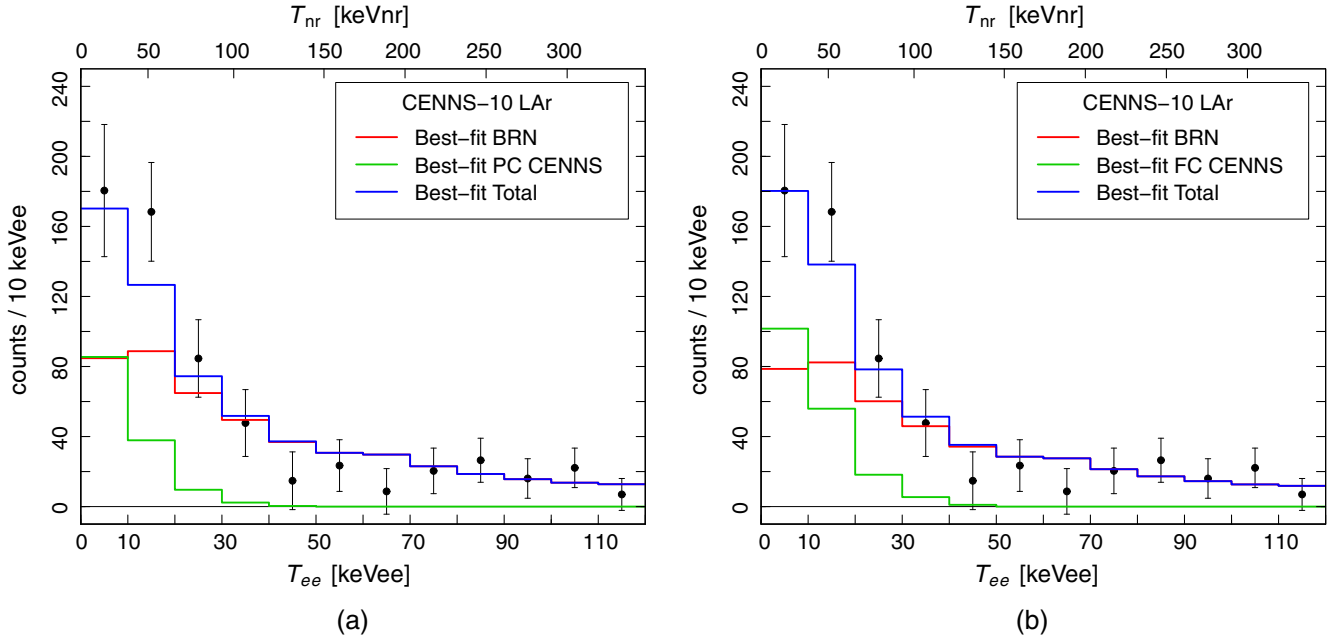 T_nr [keVnr]
0 50 100 150 200 250 300
counts / 10 keVee
0 40 80 120 160 200 240
CENNS−10 LAr
Best−fit BRN
Best−fit PC CENNS
Best−fit Total
0 10 30 50 70 90 110
T_ee [keVee]
(a)
T_nr [keVnr]
0 50 100 150 200 250 300
counts / 10 keVee
0 40 80 120 160 200 240
CENNS−10 LAr
Best−fit BRN
Best−fit FC CENNS
Best−fit Total
0 10 30 50 70 90 110
T_ee [keVee]
(b)